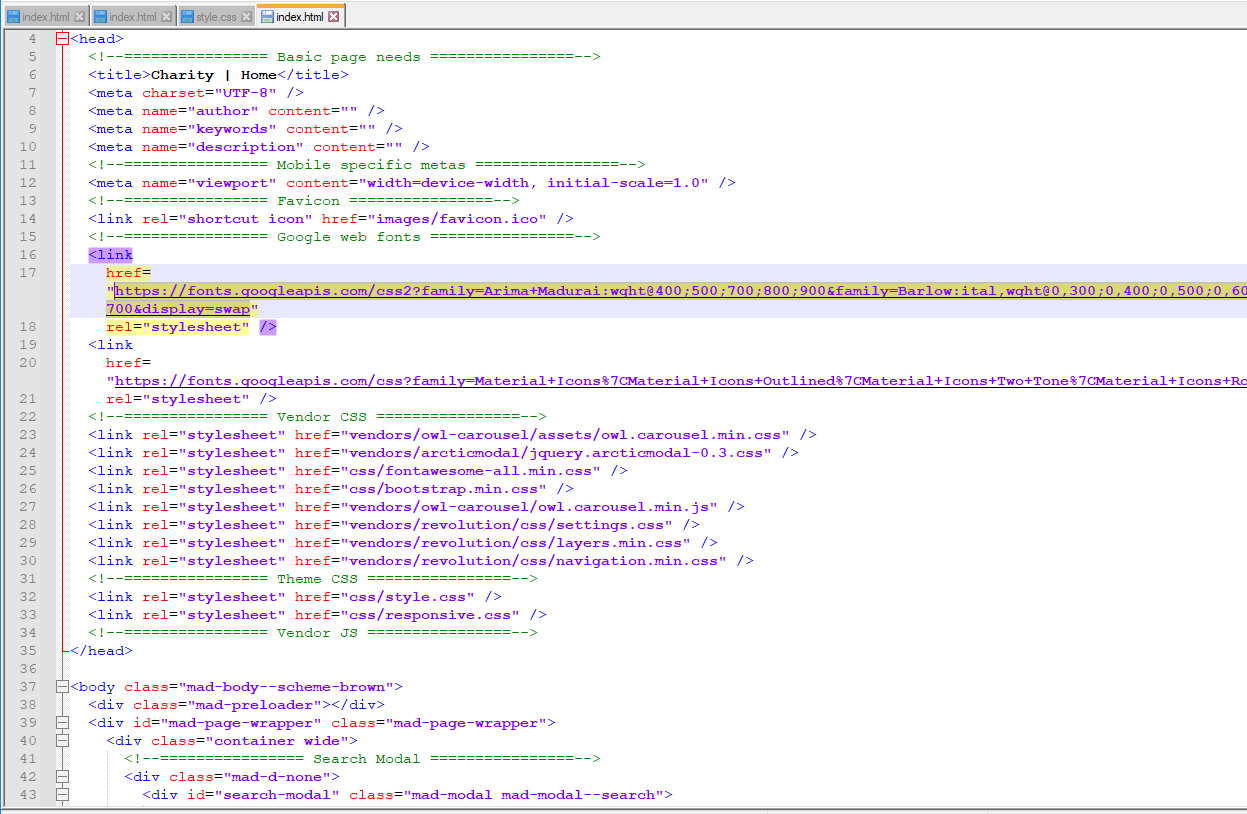 index.html index.html style.css index.html
4 <head>
5 <!--================ Basic page needs ================-->
6 <title>Charity | Home</title>
7 <meta charset="UTF-8" />
8 <meta name="author" content="" />
9 <meta name="keywords" content="" />
10 <meta name="description" content="" />
11 <!--================ Mobile specific metas ================-->
12 <meta name="viewport" content="width=device-width, initial-scale=1.0" />
13 <!--================ Favicon ================-->
14 <link rel="shortcut icon" href="images/favicon.ico" />
15 <!--================ Google web fonts ================-->
16 <link
17 href=
"https://fonts.googleapis.com/css2?family=Arima+Madurai:wght@400;500;700;800;900&family=Barlow:ital,wght@0,300;0,400;0,500;0,60
700&display=swap"
18 rel="stylesheet" />
19 <link
20 href=
"https://fonts.googleapis.com/css?family=Material+Icons%7CMaterial+Icons+Outlined%7CMaterial+Icons+Two+Tone%7CMaterial+Icons+Ro
21 rel="stylesheet" />
22 <!--================ Vendor CSS ================-->
23 <link rel="stylesheet" href="vendors/owl-carousel/assets/owl.carousel.min.css" />
24 <link rel="stylesheet" href="vendors/arcticmodal/jquery.arcticmodal-0.3.css" />
25 <link rel="stylesheet" href="css/fontawesome-all.min.css" />
26 <link rel="stylesheet" href="css/bootstrap.min.css" />
27 <link rel="stylesheet" href="vendors/owl-carousel/owl.carousel.min.js" />
28 <link rel="stylesheet" href="vendors/revolution/css/settings.css" />
29 <link rel="stylesheet" href="vendors/revolution/css/layers.min.css" />
30 <link rel="stylesheet" href="vendors/revolution/css/navigation.min.css" />
31 <!--================ Theme CSS ================-->
32 <link rel="stylesheet" href="css/style.css" />
33 <link rel="stylesheet" href="css/responsive.css" />
34 <!--================ Vendor JS ================-->
35 </head>
36
37 <body class="mad-body--scheme-brown">
38 <div class="mad-preloader"></div>
39 <div id="mad-page-wrapper" class="mad-page-wrapper">
40 <div class="container wide">
41 <!--================ Search Modal ================-->
42 <div class="mad-d-none">
43 <div id="search-modal" class="mad-modal mad-modal--search">